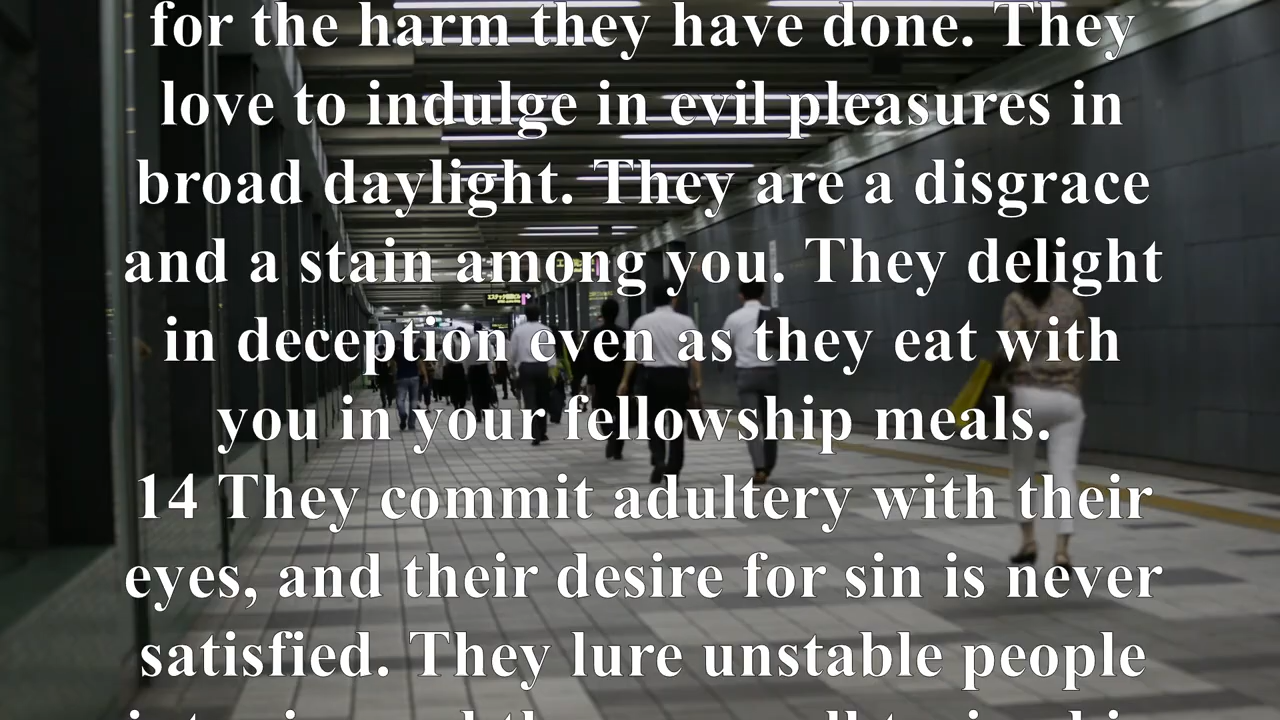 for the harm they have done. They
love to indulge in evil pleasures in
broad daylight. They are a disgrace
and a stain among you. They delight
in deception even as they eat with
you in your fellowship meals.
14 They commit adultery with their
eyes, and their desire for sin is never
satisfied. They lure unstable people